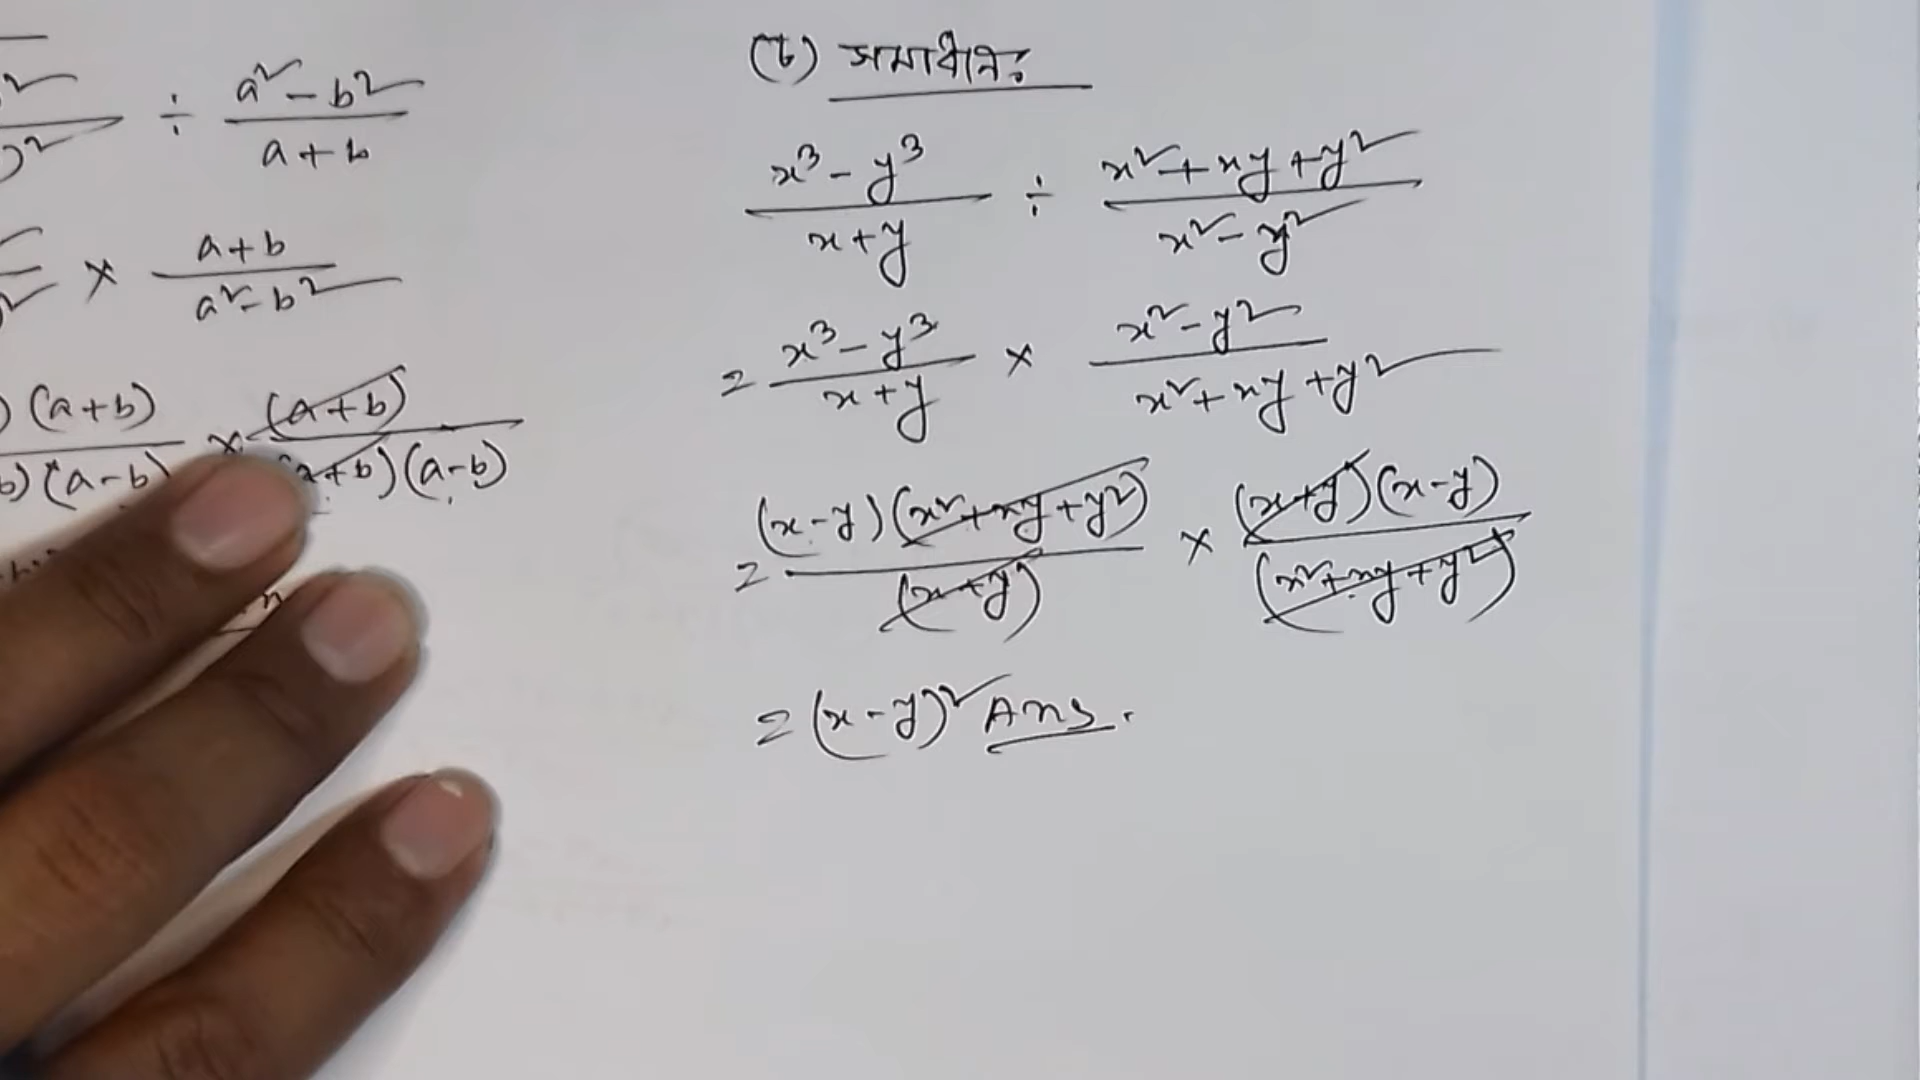 ÷ a² - b² / a + b
× a + b / a² - b²
(a + b) / (a - b) × (a + b) / (a + b)(a - b)
(চ) সমাধান:
x³ - y³ / x + y ÷ x² + xy + y² / x² - y²
= x³ - y³ / x + y × x² - y² / x² + xy + y²
= (x - y)(x² + xy + y²) / (x + y) × (x + y)(x - y) / (x² + xy + y²)
= (x - y)² Ans.